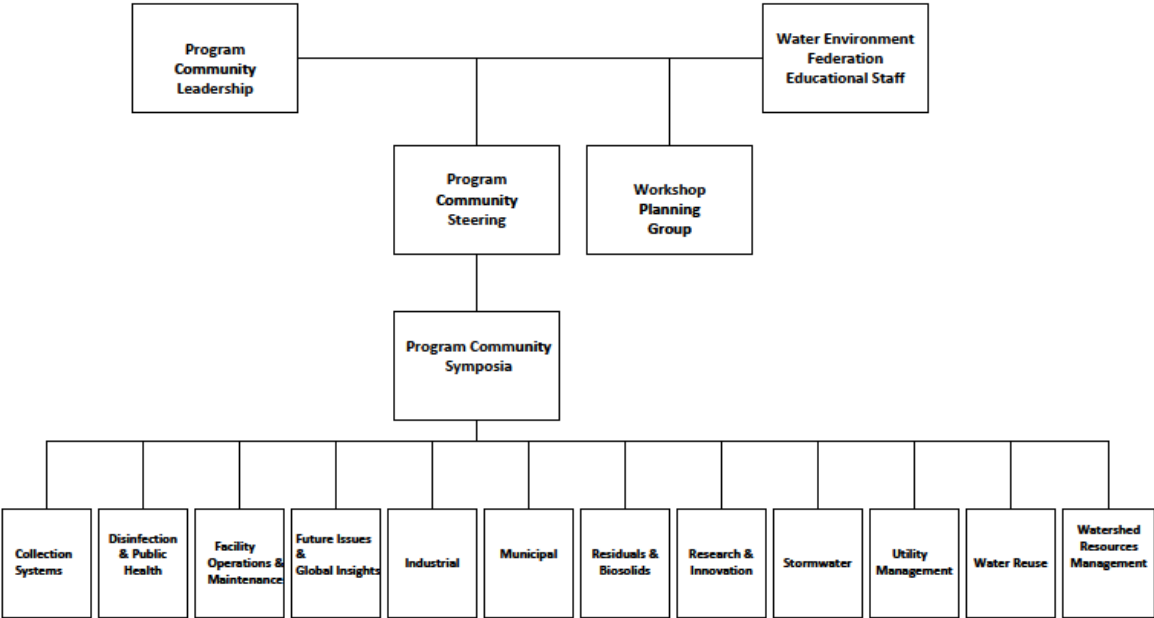 Program
Community
Leadership
Water Environment
Federation
Educational Staff
Program
Community
Steering
Workshop
Planning
Group
Program Community
Symposia
Collection
Systems
Disinfection
& Public
Health
Facility
Operations &
Maintenance
Future Issues
&
Global Insights
Industrial
Municipal
Residuals &
Biosolids
Research &
Innovation
Stormwater
Utility
Management
Water Reuse
Watershed
Resources
Management